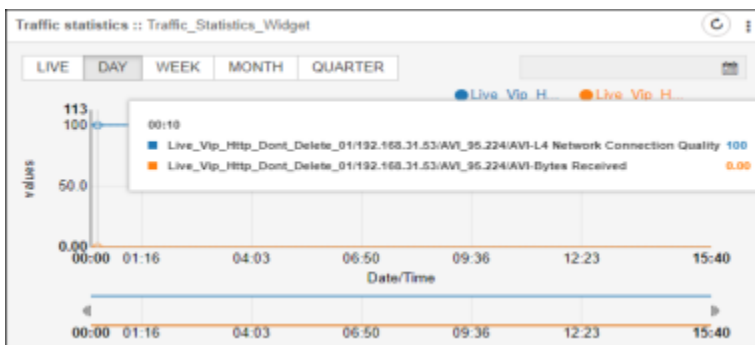 Traffic statistics :: Traffic_Statistics_Widget
LIVE DAY WEEK MONTH QUARTER
Live_Vip_H... Live_Vip_H...
113
100
00:10
Live_Vip_Http_Dont_Delete_01/192.168.31.53/AVI_95.224/AVI-L4 Network Connection Quality 100
Live_Vip_Http_Dont_Delete_01/192.168.31.53/AVI_95.224/AVI-Bytes Received 0.00
values
50.0
0.00
00:00 01:16 04:03 06:50 09:36 12:23 15:40
Date/Time
00:00 01:16 04:03 06:50 09:36 12:23 15:40